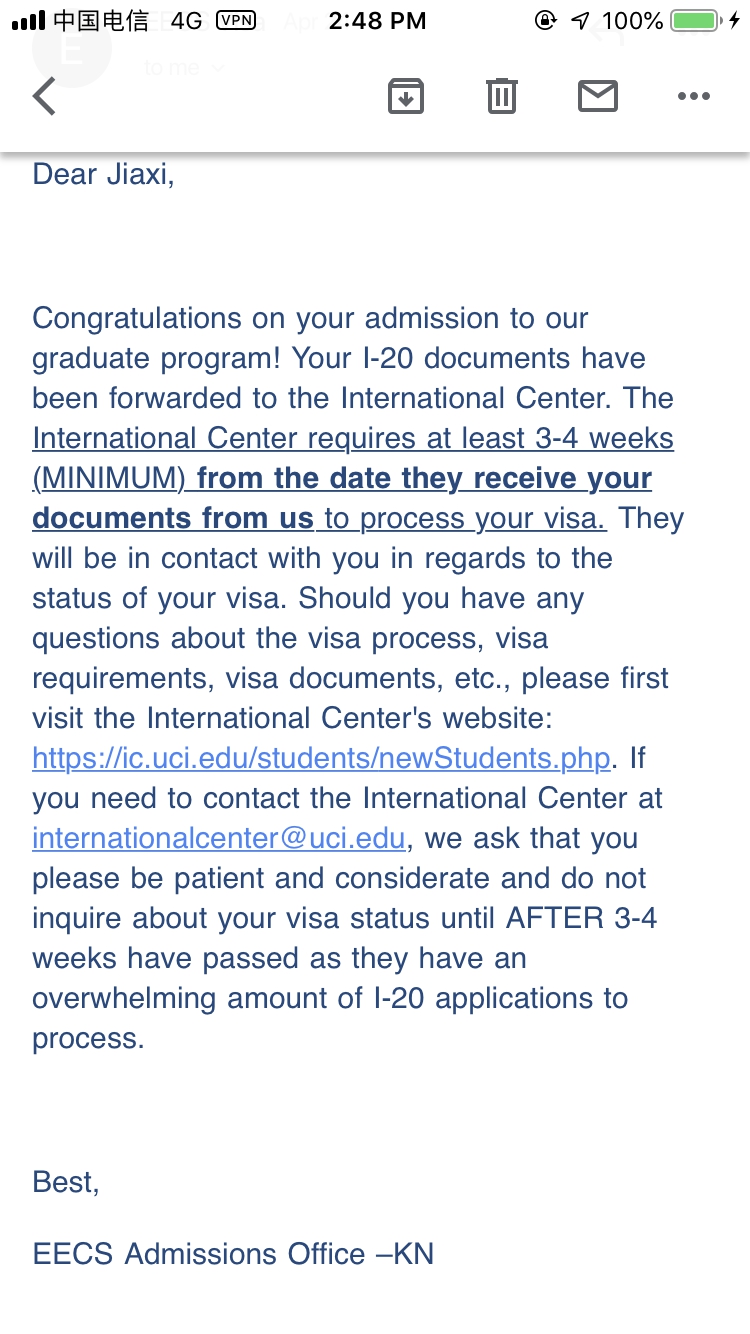 中国电信 4G VPN 2:48 PM 100%
to me
Dear Jiaxi,
Congratulations on your admission to our
graduate program! Your I-20 documents have
been forwarded to the International Center. The
International Center requires at least 3-4 weeks
(MINIMUM) from the date they receive your
documents from us to process your visa. They
will be in contact with you in regards to the
status of your visa. Should you have any
questions about the visa process, visa
requirements, visa documents, etc., please first
visit the International Center's website:
https://ic.uci.edu/students/newStudents.php. If
you need to contact the International Center at
internationalcenter@uci.edu, we ask that you
please be patient and considerate and do not
inquire about your visa status until AFTER 3-4
weeks have passed as they have an
overwhelming amount of I-20 applications to
process.
Best,
EECS Admissions Office –KN